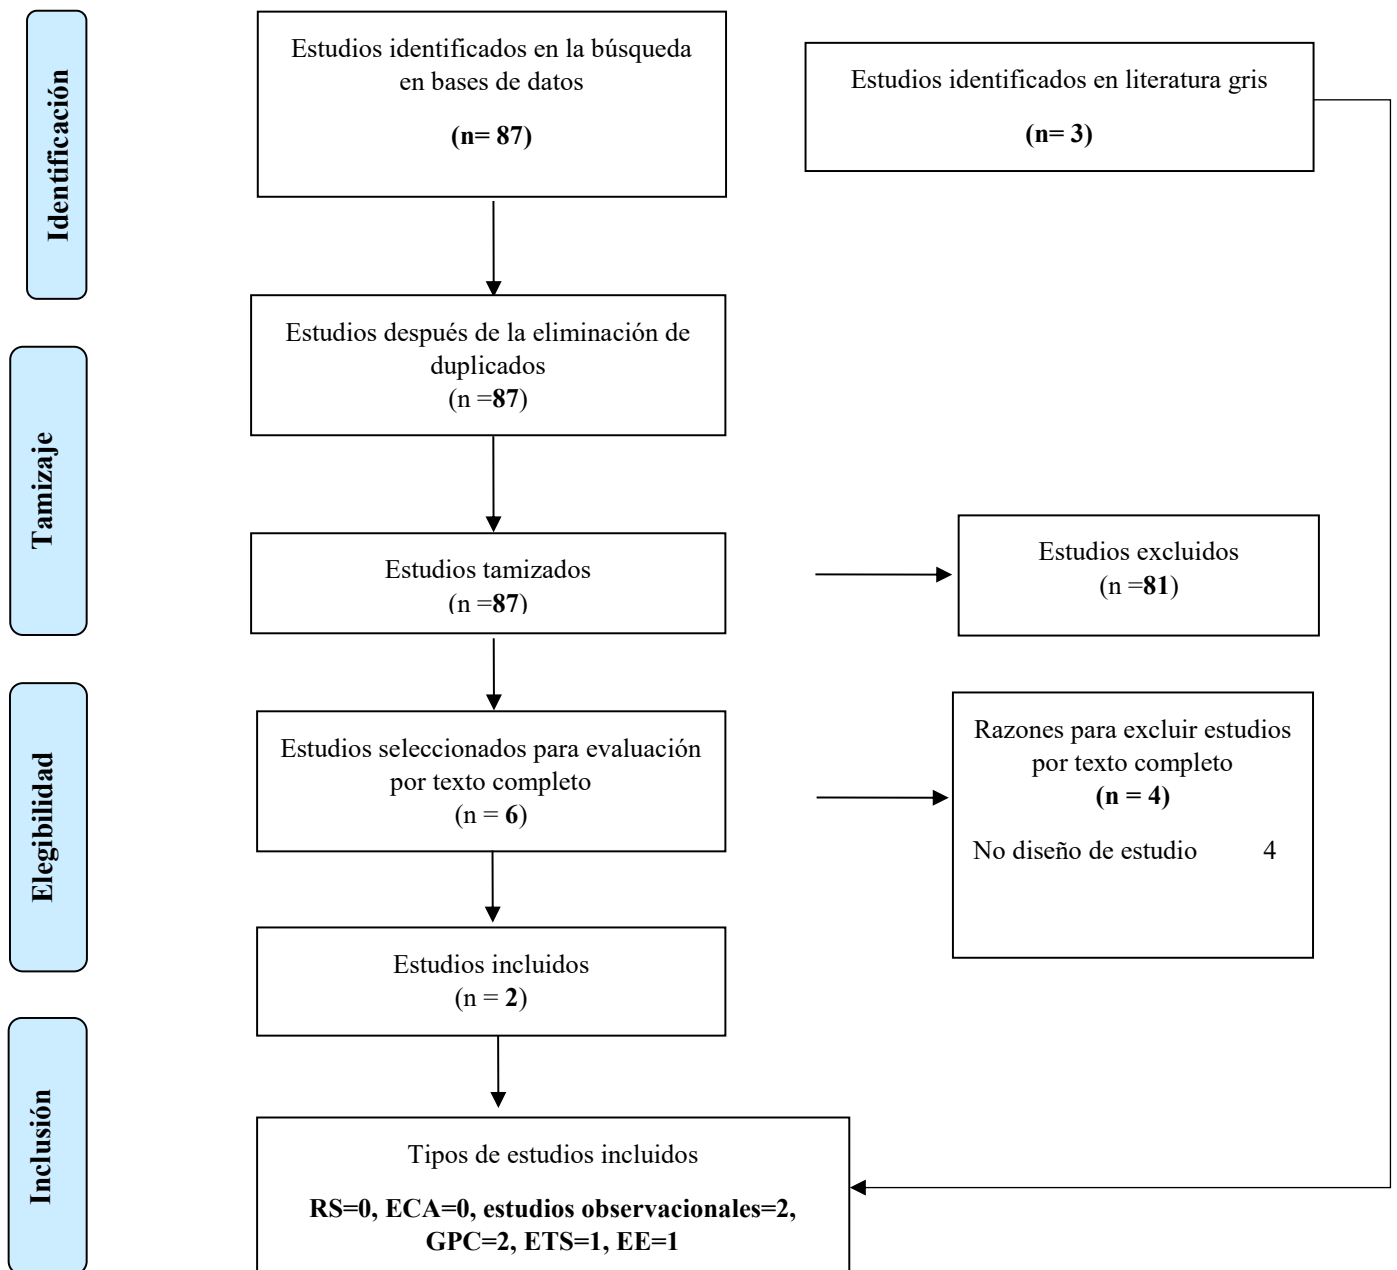 Identificación
Estudios identificados en la búsqueda
en bases de datos
(n= 87)
Estudios identificados en literatura gris
(n= 3)
Tamizaje
Estudios después de la eliminación de
duplicados
(n =87)
Estudios tamizados
(n =87)
Estudios excluidos
(n =81)
Elegibilidad
Estudios seleccionados para evaluación
por texto completo
(n = 6)
Razones para excluir estudios
por texto completo
(n = 4)
No diseño de estudio 4
Estudios incluidos
(n = 2)
Inclusión
Tipos de estudios incluidos
RS=0, ECA=0, estudios observacionales=2,
GPC=2, ETS=1, EE=1